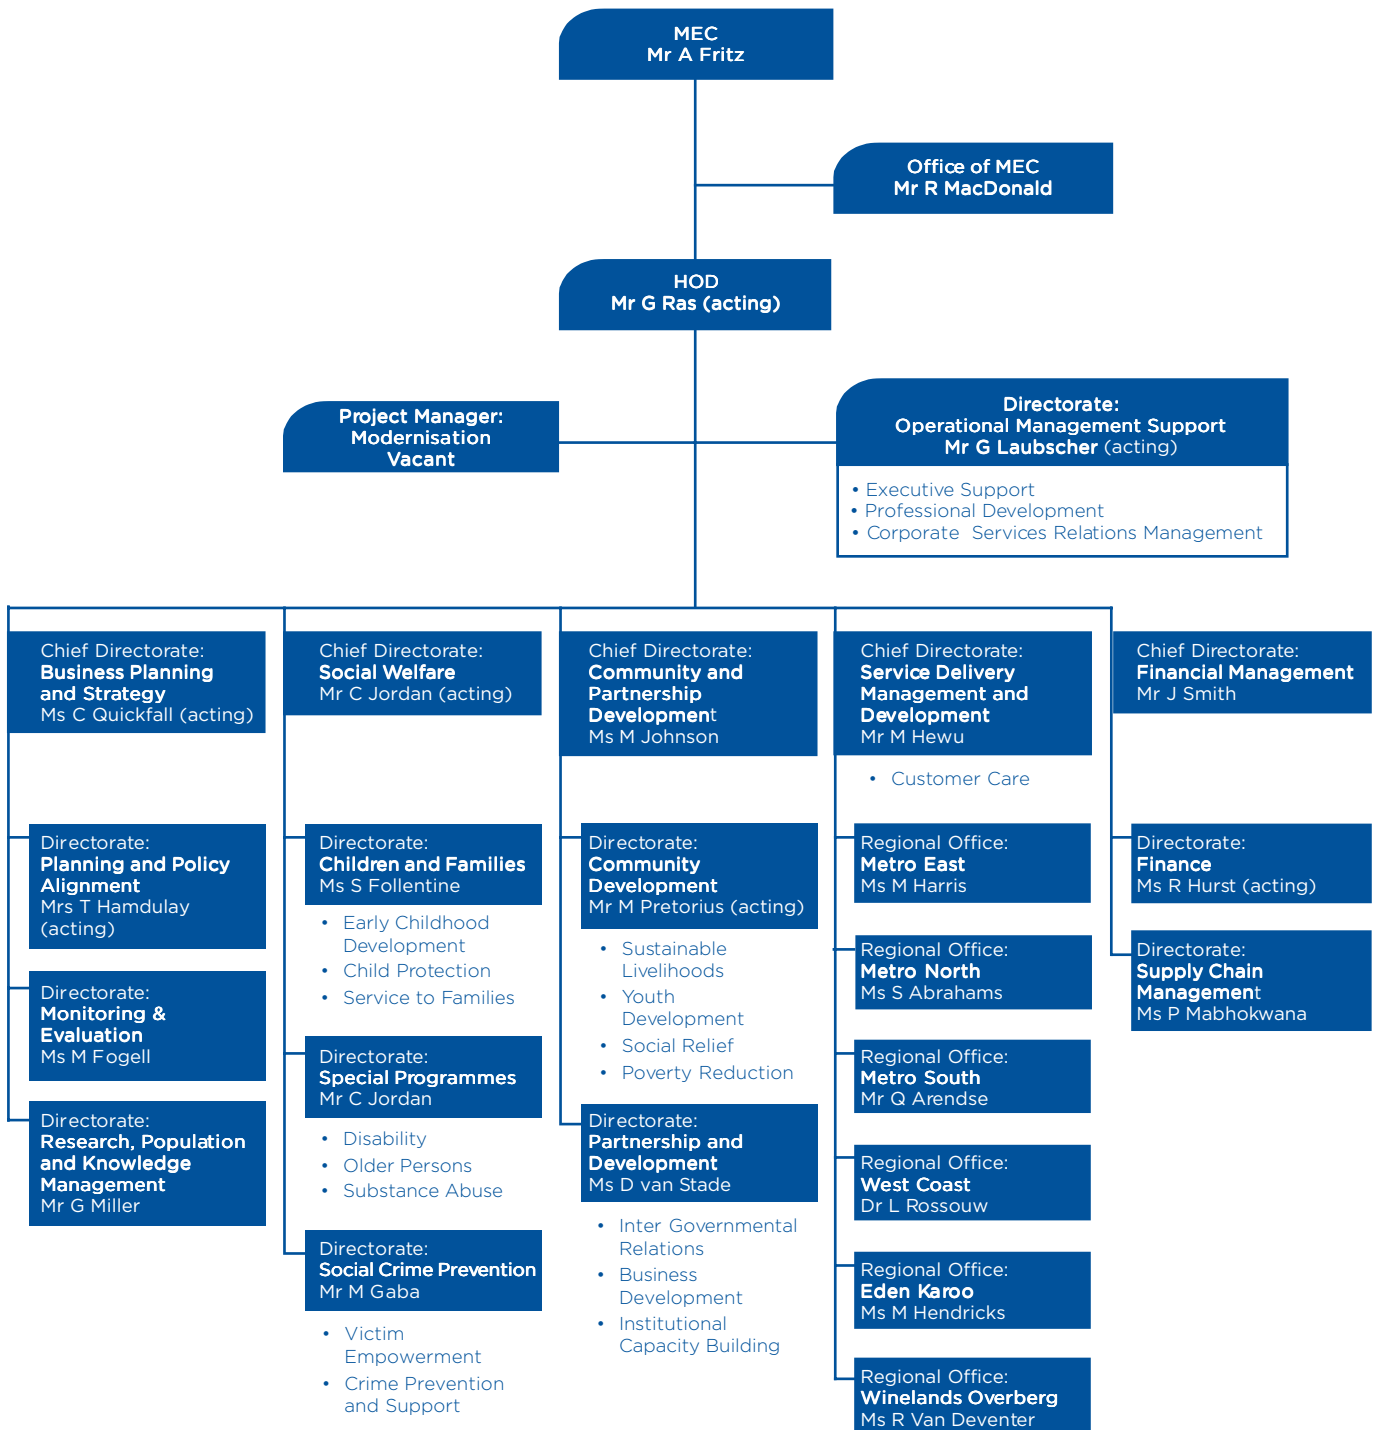 MEC
Mr A Fritz
Office of MEC
Mr R MacDonald
HOD
Mr G Ras (acting)
Project Manager:
Modernisation
Vacant
Directorate:
Operational Management Support
Mr G Laubscher (acting)
• Executive Support
• Professional Development
• Corporate Services Relations Management
Chief Directorate:
Business Planning
and Strategy
Ms C Quickfall (acting)
Directorate:
Planning and Policy
Alignment
Mrs T Hamdulay
(acting)
Directorate:
Monitoring &
Evaluation
Ms M Fogell
Directorate:
Research, Population
and Knowledge
Management
Mr G Miller
Chief Directorate:
Social Welfare
Mr C Jordan (acting)
Directorate:
Children and Families
Ms S Follentine
• Early Childhood
Development
• Child Protection
• Service to Families
Directorate:
Special Programmes
Mr C Jordan
• Disability
• Older Persons
• Substance Abuse
Directorate:
Social Crime Prevention
Mr M Gaba
• Victim
Empowerment
• Crime Prevention
and Support
Chief Directorate:
Community and
Partnership
Development
Ms M Johnson
Directorate:
Community
Development
Mr M Pretorius (acting)
• Sustainable
Livelihoods
• Youth
Development
• Social Relief
• Poverty Reduction
Directorate:
Partnership and
Development
Ms D van Stade
• Inter Governmental
Relations
• Business
Development
• Institutional
Capacity Building
Chief Directorate:
Service Delivery
Management and
Development
Mr M Hewu
• Customer Care
Regional Office:
Metro East
Ms M Harris
Regional Office:
Metro North
Ms S Abrahams
Regional Office:
Metro South
Mr Q Arendse
Regional Office:
West Coast
Dr L Rossouw
Regional Office:
Eden Karoo
Ms M Hendricks
Regional Office:
Winelands Overberg
Ms R Van Deventer
Chief Directorate:
Financial Management
Mr J Smith
Directorate:
Finance
Ms R Hurst (acting)
Directorate:
Supply Chain
Management
Ms P Mabhokwana